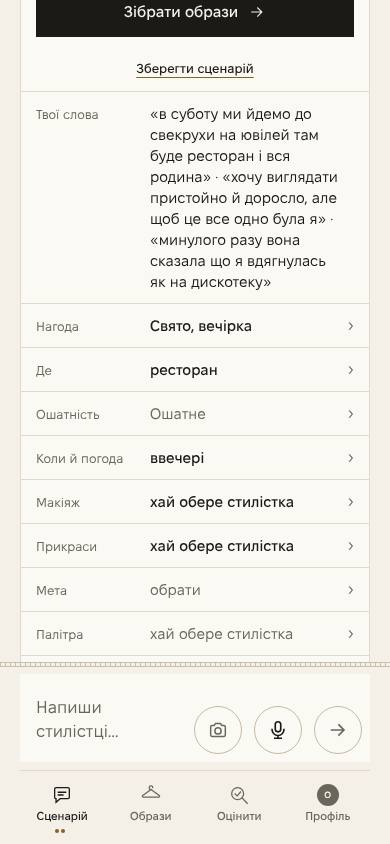 Зібрати образи →
Зберегти сценарій
Твої слова
«в суботу ми йдемо до
свекрухи на ювілей там
буде ресторан і вся
родина» · «хочу виглядати
пристойно й доросло, але
щоб це все одно була я» ·
«минулого разу вона
сказала що я вдягнулась
як на дискотеку»
Нагода Свято, вечірка
Де ресторан
Ошатність Ошатне
Коли й погода ввечері
Макіяж хай обере стилістка
Прикраси хай обере стилістка
Мета обрати
Палітра хай обере стилістка
Напиши
стилістці...
Сценарій Образи Оцінити Профіль
О